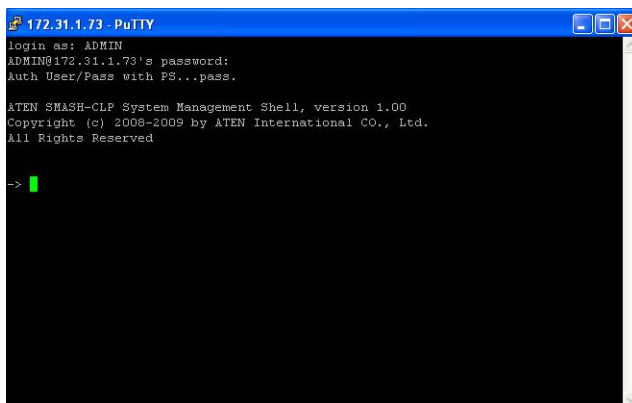 172.31.1.73 - PuTTY
login as: ADMIN
ADMIN@172.31.1.73's password:
Auth User/Pass with PS...pass.
ATEN SMASH-CLP System Management Shell, version 1.00
Copyright (c) 2008-2009 by ATEN International CO., Ltd.
All Rights Reserved
->